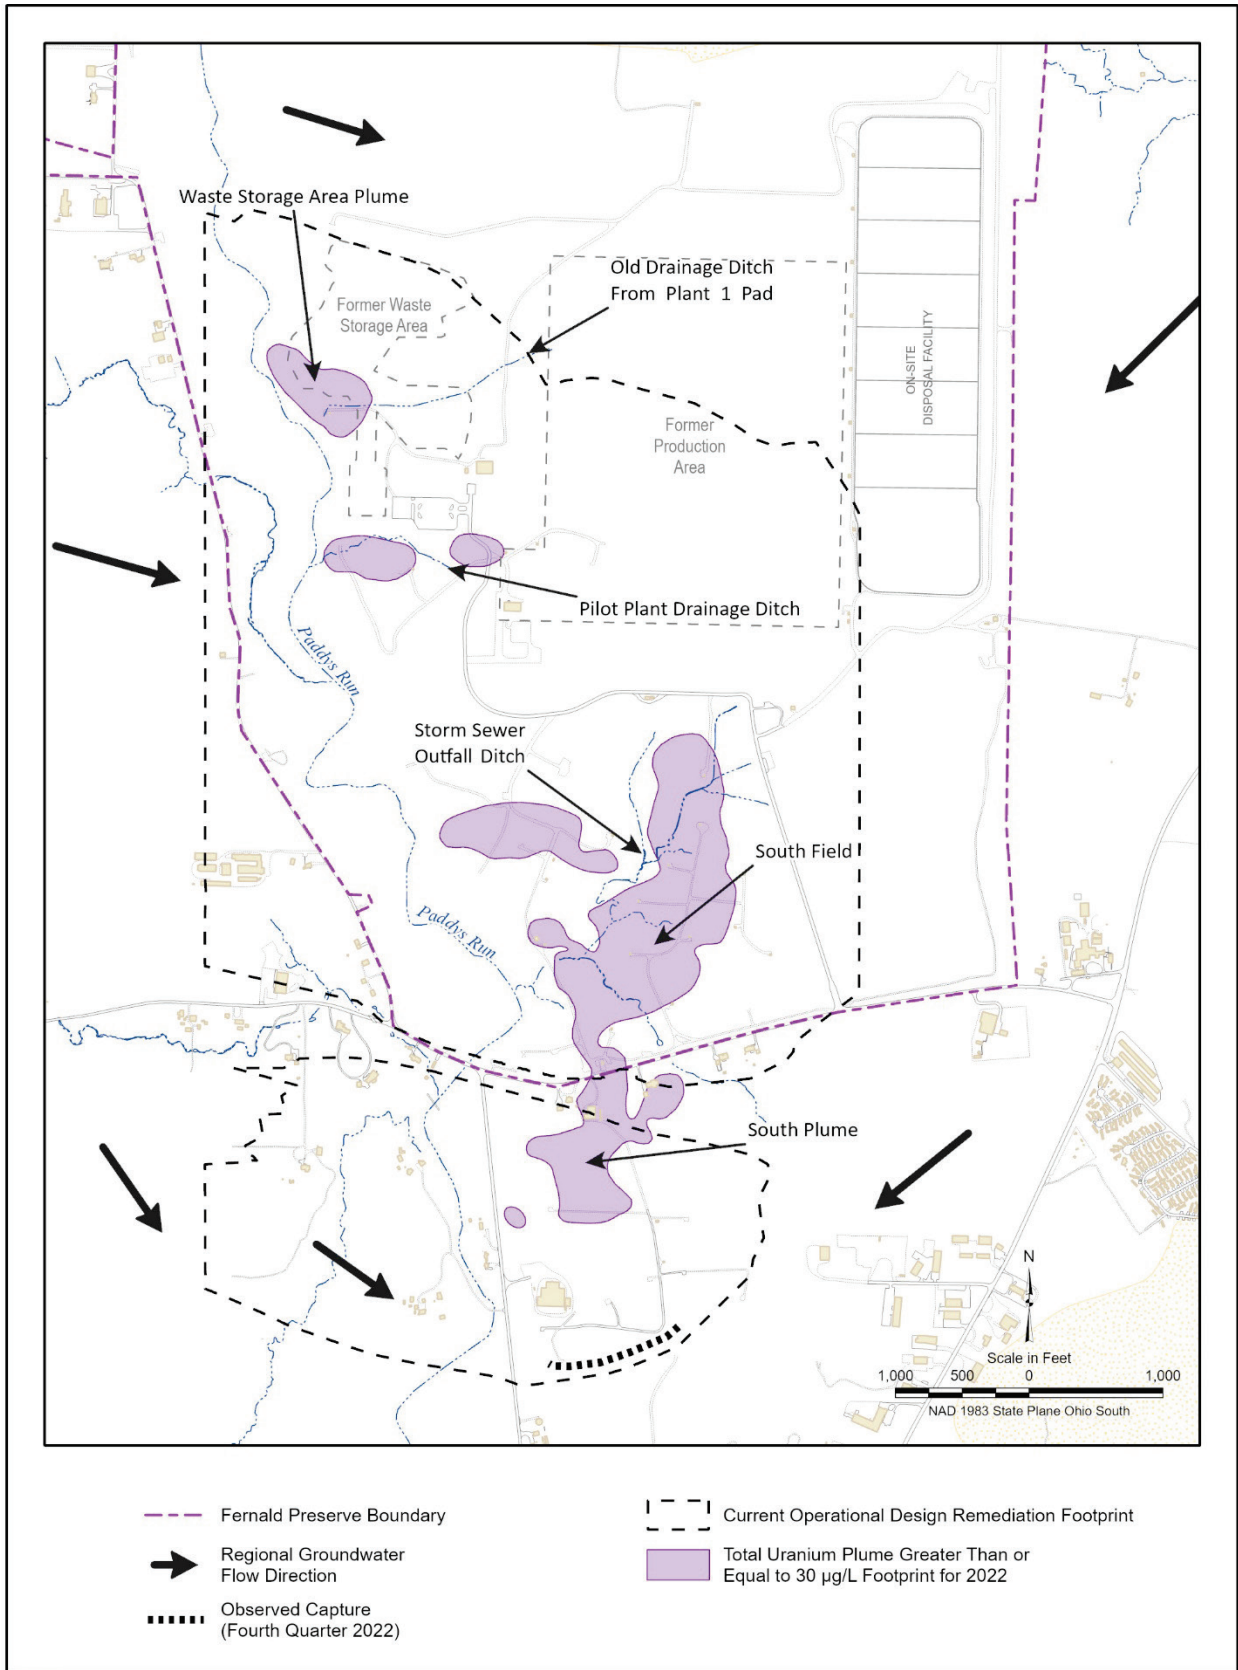 Waste Storage Area Plume
Old Drainage Ditch
From Plant 1 Pad
Former Waste
Storage Area
ON-SITE
DISPOSAL FACILITY
Former
Production
Area
Pilot Plant Drainage Ditch
Paddys Run
Storm Sewer
Outfall Ditch
South Field
Paddys Run
South Plume
N
Scale in Feet
1,000 500 0 1,000
NAD 1983 State Plane Ohio South
Fernald Preserve Boundary
Current Operational Design Remediation Footprint
Regional Groundwater
Flow Direction
Total Uranium Plume Greater Than or
Equal to 30 µg/L Footprint for 2022
Observed Capture
(Fourth Quarter 2022)